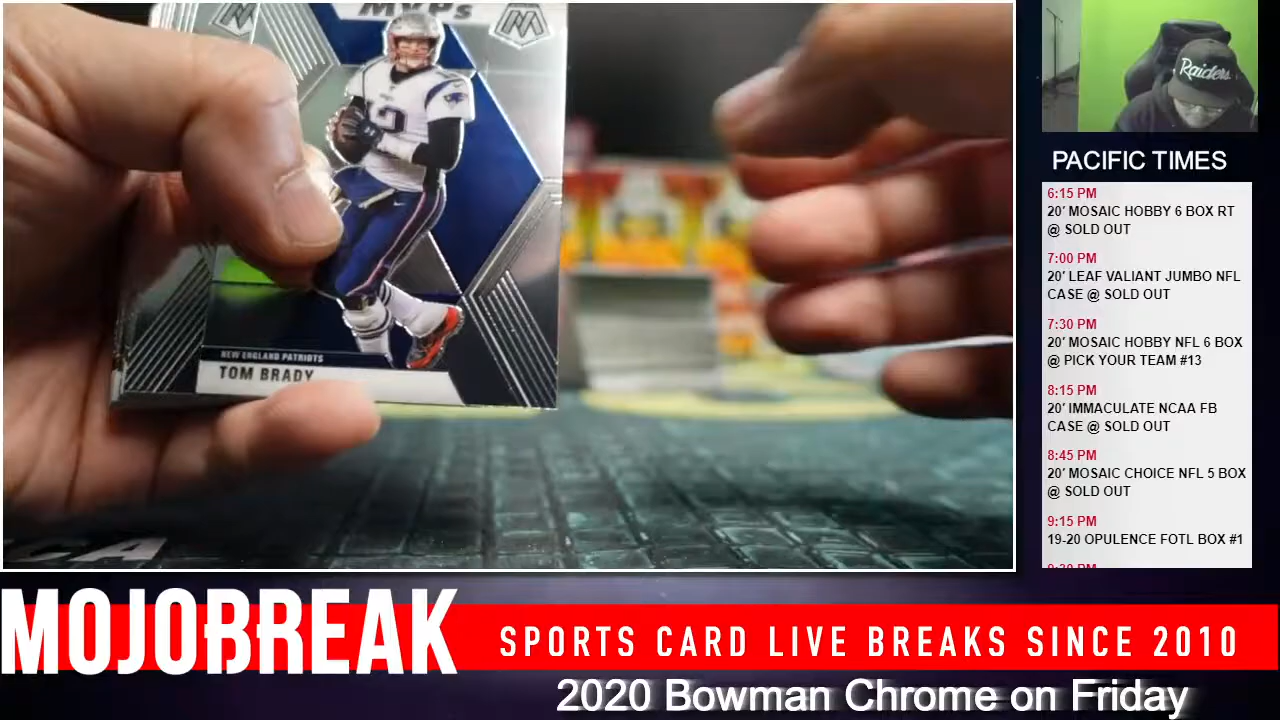 MVPs
12
NEW ENGLAND PATRIOTS
TOM BRADY
Raiders
PACIFIC TIMES
6:15 PM
20' MOSAIC HOBBY 6 BOX RT
@ SOLD OUT
7:00 PM
20' LEAF VALIANT JUMBO NFL
CASE @ SOLD OUT
7:30 PM
20' MOSAIC HOBBY NFL 6 BOX
@ PICK YOUR TEAM #13
8:15 PM
20' IMMACULATE NCAA FB
CASE @ SOLD OUT
8:45 PM
20' MOSAIC CHOICE NFL 5 BOX
@ SOLD OUT
9:15 PM
19-20 OPULENCE FOTL BOX #1
MOJOBREAK
SPORTS CARD LIVE BREAKS SINCE 2010
2020 Bowman Chrome on Friday